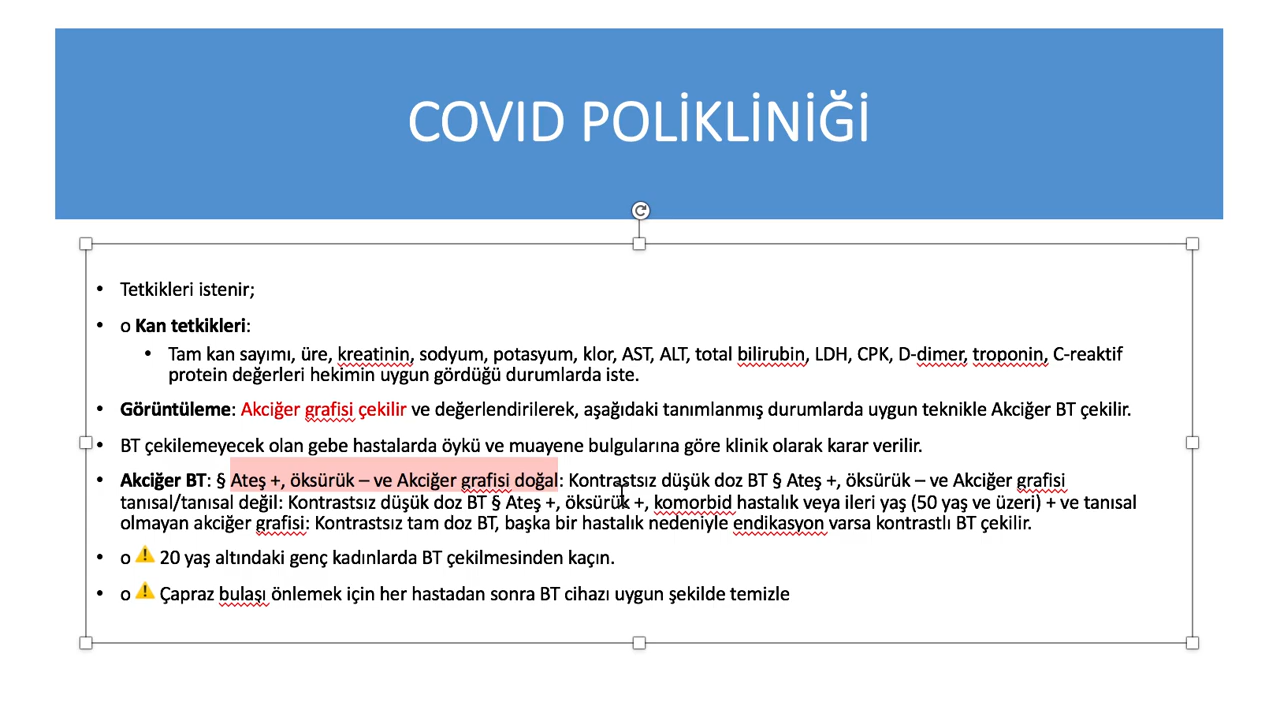 COVID POLİKLİNİĞİ
• Tetkikleri istenir;
• o Kan tetkikleri:
• Tam kan sayımı, üre, kreatinin, sodyum, potasyum, klor, AST, ALT, total bilirubin, LDH, CPK, D-dimer, troponin, C-reaktif
protein değerleri hekimin uygun gördüğü durumlarda iste.
• Görüntüleme: Akciğer grafisi çekilir ve değerlendirilerek, aşağıdaki tanımlanmış durumlarda uygun teknikle Akciğer BT çekilir.
• BT çekilemeyecek olan gebe hastalarda öykü ve muayene bulgularına göre klinik olarak karar verilir.
• Akciğer BT: § Ateş +, öksürük – ve Akciğer grafisi doğal: Kontrastsız düşük doz BT § Ateş +, öksürük – ve Akciğer grafisi
tanısal/tanısal değil: Kontrastsız düşük doz BT § Ateş +, öksürük +, komorbid hastalık veya ileri yaş (50 yaş ve üzeri) + ve tanısal
olmayan akciğer grafisi: Kontrastsız tam doz BT, başka bir hastalık nedeniyle endikasyon varsa kontrastlı BT çekilir.
• o ⚠ 20 yaş altındaki genç kadınlarda BT çekilmesinden kaçın.
• o ⚠ Çapraz bulaşı önlemek için her hastadan sonra BT cihazı uygun şekilde temizle